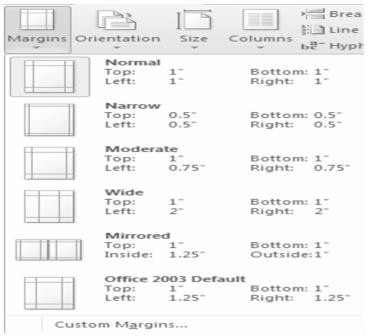 Margins Orientation Size Columns
Brea
Line
Hyph
Normal
Top: 1" Bottom: 1"
Left: 1" Right: 1"
Narrow
Top: 0.5" Bottom: 0.5"
Left: 0.5" Right: 0.5"
Moderate
Top: 1" Bottom: 1"
Left: 0.75" Right: 0.75"
Wide
Top: 1" Bottom: 1"
Left: 2" Right: 2"
Mirrored
Top: 1" Bottom: 1"
Inside: 1.25" Outside:1"
Office 2003 Default
Top: 1" Bottom: 1"
Left: 1.25" Right: 1.25"
Custom Margins...